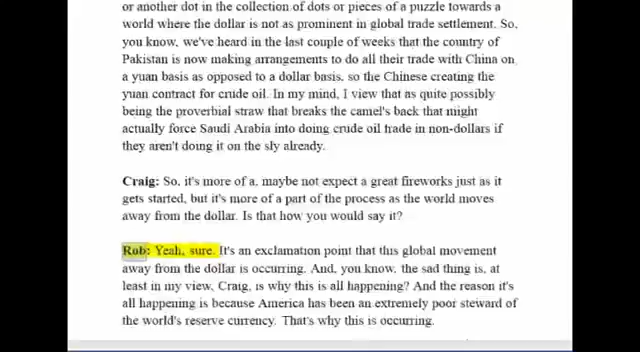 or another dot in the collection of dots or pieces of a puzzle towards a
world where the dollar is not as prominent in global trade settlement. So,
you know, we've heard in the last couple of weeks that the country of
Pakistan is now making arrangements to do all their trade with China on
a yuan basis as opposed to a dollar basis, so the Chinese creating the
yuan contract for crude oil. In my mind, I view that as quite possibly
being the proverbial straw that breaks the camel's back that might
actually force Saudi Arabia into doing crude oil trade in non-dollars if
they aren't doing it on the sly already.
Craig: So, it's more of a, maybe not expect a great fireworks just as it
gets started, but it's more of a part of the process as the world moves
away from the dollar. Is that how you would say it?
Rob: Yeah, sure. It's an exclamation point that this global movement
away from the dollar is occurring. And, you know, the sad thing is, at
least in my view, Craig, is why this is all happening? And the reason it's
all happening is because America has been an extremely poor steward of
the world's reserve currency. That's why this is occurring.